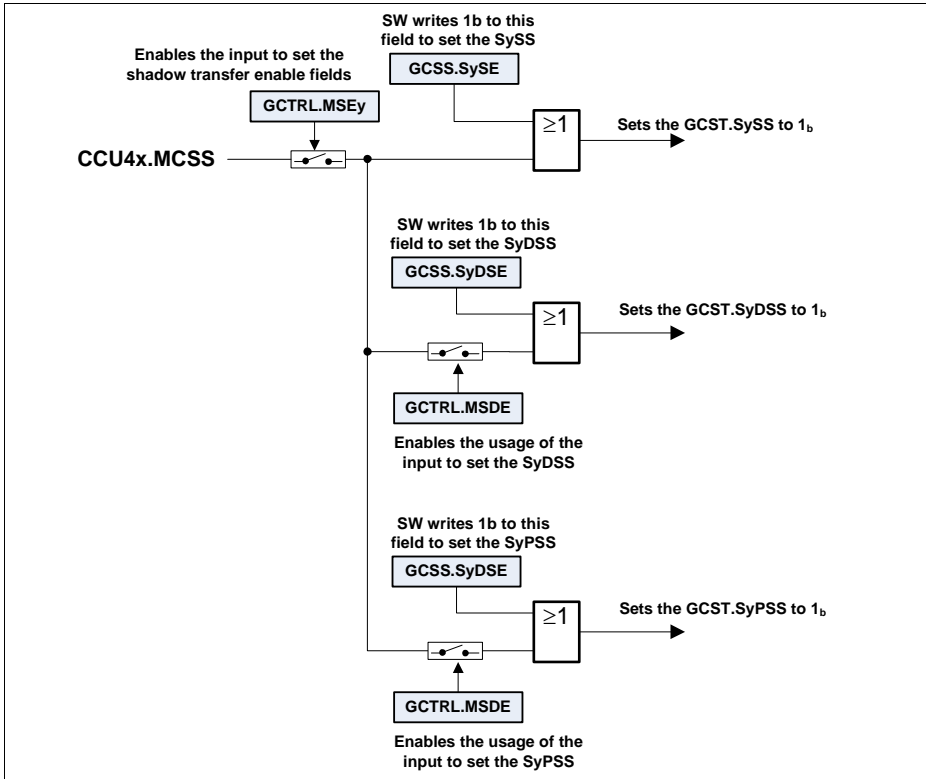 SW writes 1b to this
field to set the SySS
GCSS.SySE
Enables the input to set the
shadow transfer enable fields
GCTRL.MSEy
CCU4x.MCSS
≥1
Sets the GCST.SySS to 1b
SW writes 1b to this
field to set the SyDSS
GCSS.SyDSE
≥1
Sets the GCST.SyDSS to 1b
GCTRL.MSDE
Enables the usage of the
input to set the SyDSS
SW writes 1b to this
field to set the SyPSS
GCSS.SyDSE
≥1
Sets the GCST.SyPSS to 1b
GCTRL.MSDE
Enables the usage of the
input to set the SyPSS